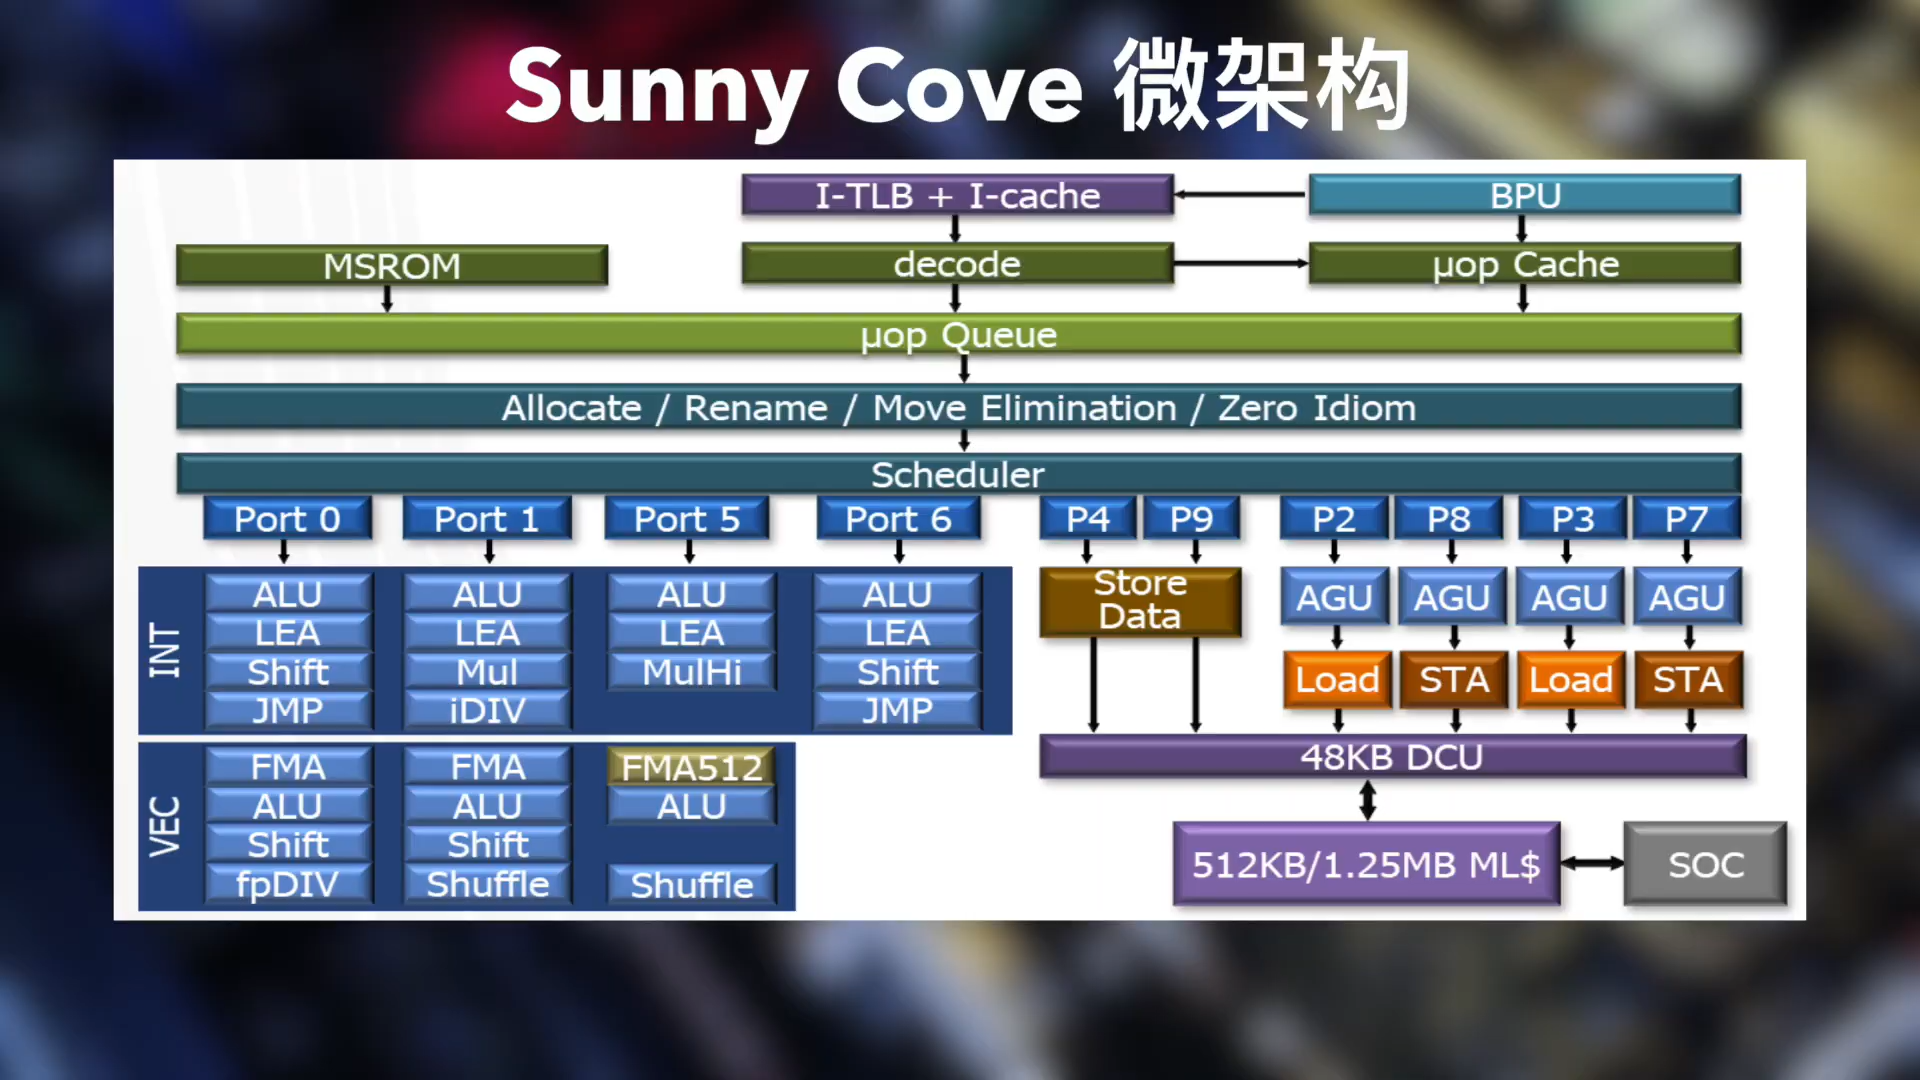 Sunny Cove 微架构
I-TLB + I-cache
BPU
MSROM
decode
μop Cache
μop Queue
Allocate / Rename / Move Elimination / Zero Idiom
Scheduler
Port 0
Port 1
Port 5
Port 6
P4
P9
P2
P8
P3
P7
INT
ALU
LEA
Shift
JMP
ALU
LEA
Mul
iDIV
ALU
LEA
MulHi
ALU
LEA
Shift
JMP
Store
Data
AGU
AGU
AGU
AGU
Load
STA
Load
STA
48KB DCU
VEC
FMA
ALU
Shift
fpDIV
FMA
ALU
Shift
Shuffle
FMA512
ALU
Shuffle
512KB/1.25MB ML$
SOC